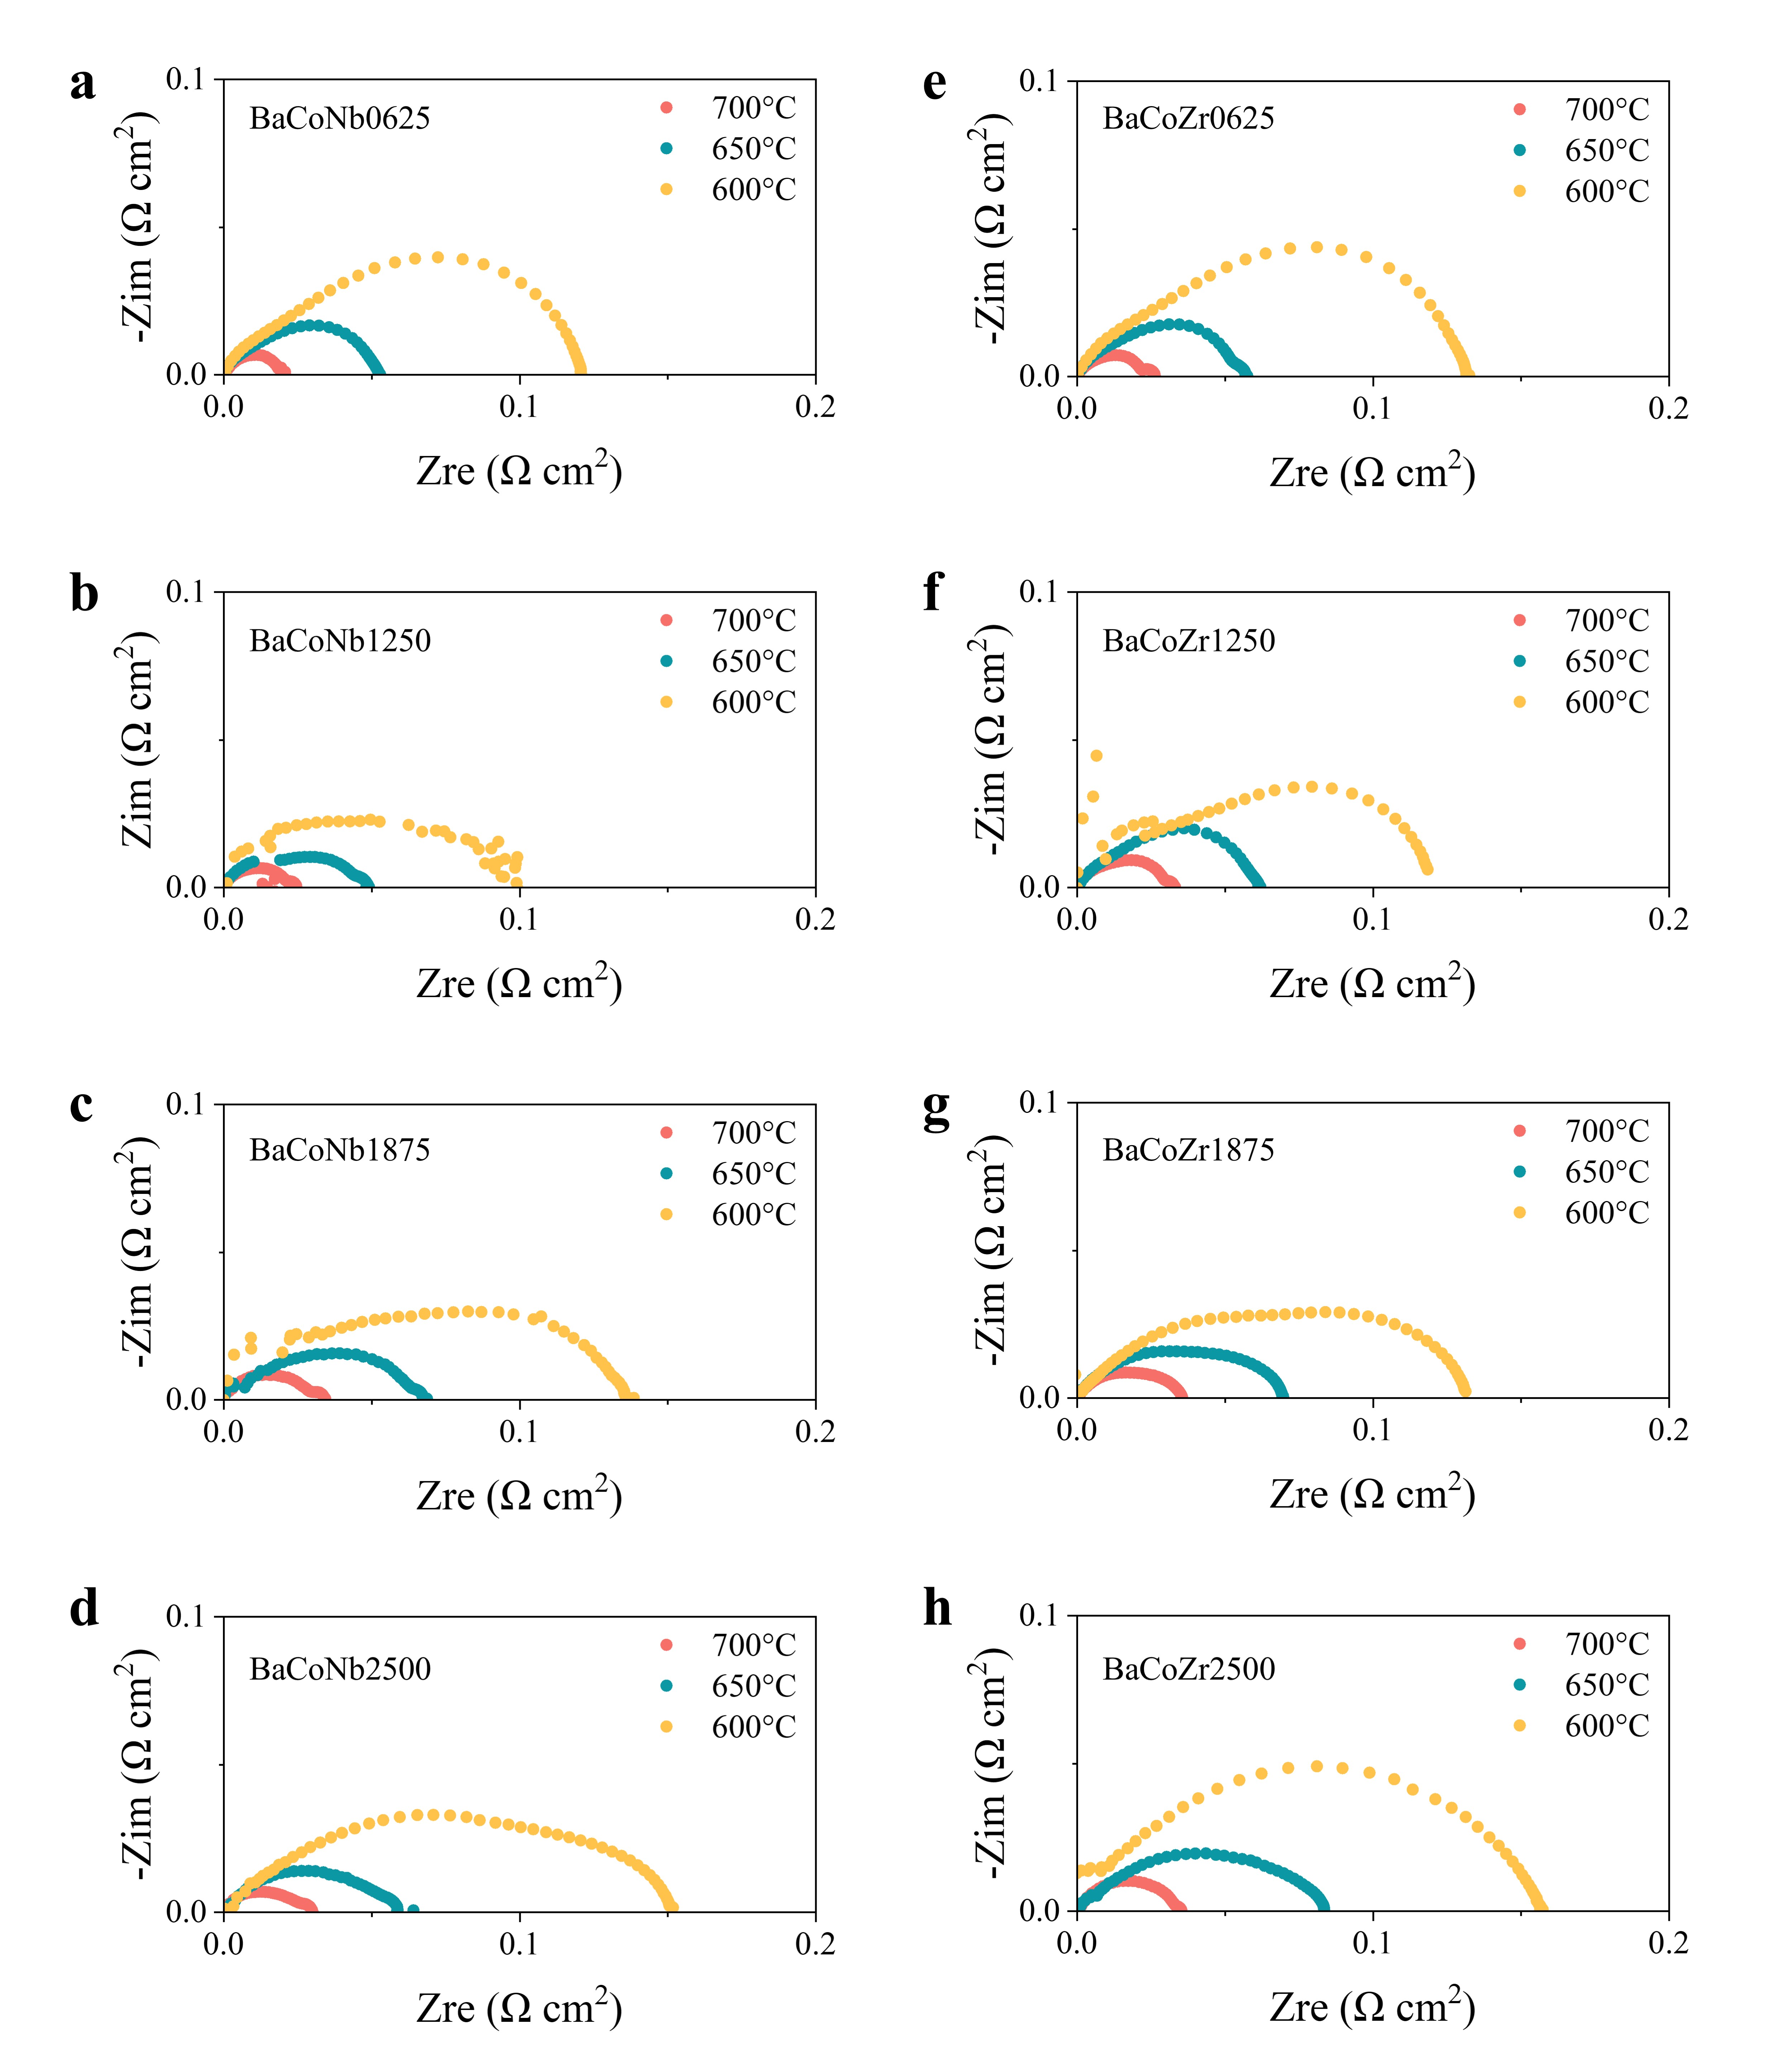 a
0.1
BaCoNb0625
700°C
650°C
600°C
-Zim (Ω cm²)
0.0
0.0 0.1 0.2
Zre (Ω cm²)
e
0.1
BaCoZr0625
700°C
650°C
600°C
-Zim (Ω cm²)
0.0
0.0 0.1 0.2
Zre (Ω cm²)
b
0.1
BaCoNb1250
700°C
650°C
600°C
Zim (Ω cm²)
0.0
0.0 0.1 0.2
Zre (Ω cm²)
f
0.1
BaCoZr1250
700°C
650°C
600°C
-Zim (Ω cm²)
0.0
0.0 0.1 0.2
Zre (Ω cm²)
c
0.1
BaCoNb1875
700°C
650°C
600°C
-Zim (Ω cm²)
0.0
0.0 0.1 0.2
Zre (Ω cm²)
g
0.1
BaCoZr1875
700°C
650°C
600°C
-Zim (Ω cm²)
0.0
0.0 0.1 0.2
Zre (Ω cm²)
d
0.1
BaCoNb2500
700°C
650°C
600°C
-Zim (Ω cm²)
0.0
0.0 0.1 0.2
Zre (Ω cm²)
h
0.1
BaCoZr2500
700°C
650°C
600°C
-Zim (Ω cm²)
0.0
0.0 0.1 0.2
Zre (Ω cm²)